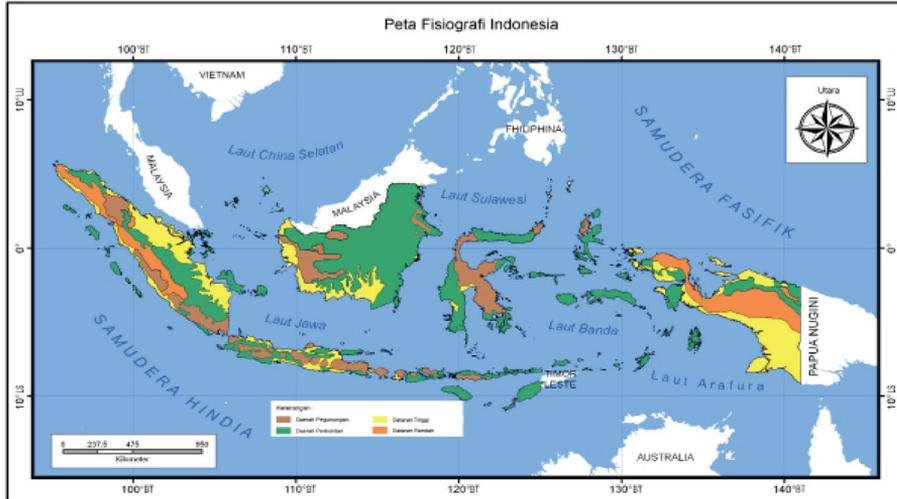 Peta Fisiografi Indonesia
100°BT 110°BT 120°BT 130°BT 140°BT
VIETNAM
Utara
10°LU
FHILIPHINA
SAMUDERA FASIFIK
Laut China Selatan
MALAYSIA
MALAYSIA
Laut Sulawesi
0°
0°
Laut Jawa
Laut Banda
PAPUA NUGINI
SAMUDERA HINDIA
TIMOR
LESTE
Laut Arafura
10°LS
10°LS
Keterangan :
Daerah Pegunungan
Dataran Tinggi
Daerah Perbukitan
Dataran Rendah
0 237.5 475 950
Kilometer
AUSTRALIA
100°BT 110°BT 120°BT 130°BT 140°BT